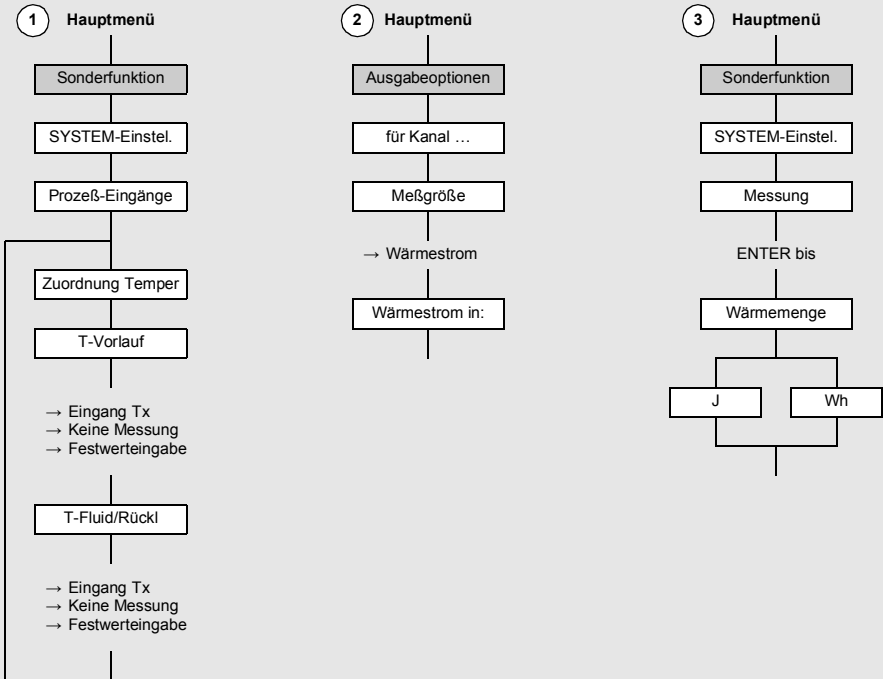 1 Hauptmenü
Sonderfunktion
SYSTEM-Einstel.
Prozeß-Eingänge
Zuordnung Temper
T-Vorlauf
→ Eingang Tx
→ Keine Messung
→ Festwerteingabe
T-Fluid/Rückl
→ Eingang Tx
→ Keine Messung
→ Festwerteingabe
2 Hauptmenü
Ausgabeoptionen
für Kanal …
Meßgröße
→ Wärmestrom
Wärmestrom in:
3 Hauptmenü
Sonderfunktion
SYSTEM-Einstel.
Messung
ENTER bis
Wärmemenge
J
Wh